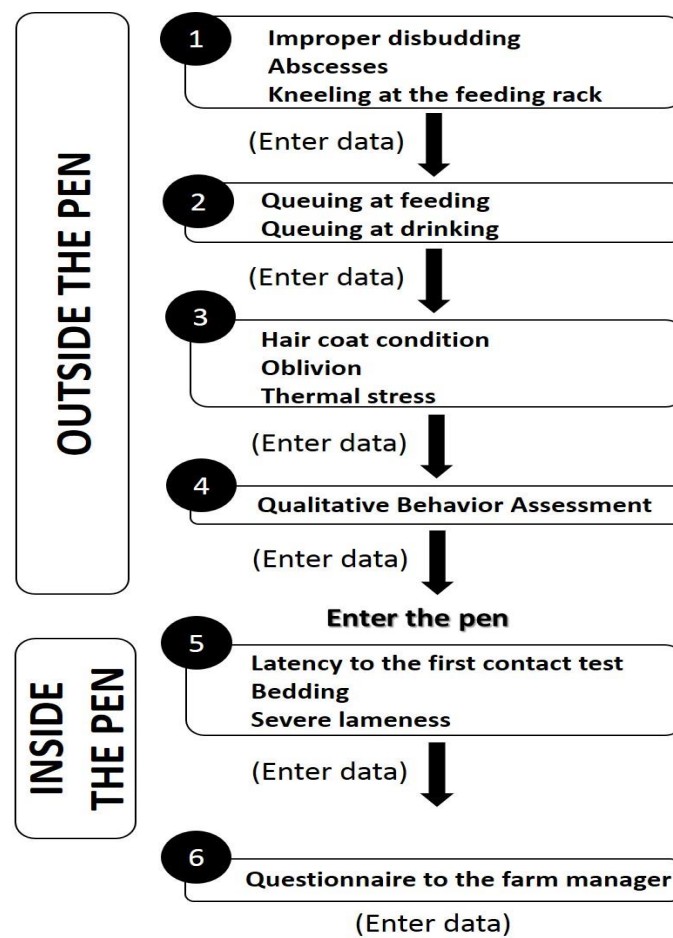 OUTSIDE THE PEN
1
Improper disbudding
Abscesses
Kneeling at the feeding rack
(Enter data)
2
Queuing at feeding
Queuing at drinking
(Enter data)
3
Hair coat condition
Oblivion
Thermal stress
(Enter data)
4
Qualitative Behavior Assessment
(Enter data)
Enter the pen
INSIDE
THE PEN
5
Latency to the first contact test
Bedding
Severe lameness
(Enter data)
6
Questionnaire to the farm manager
(Enter data)